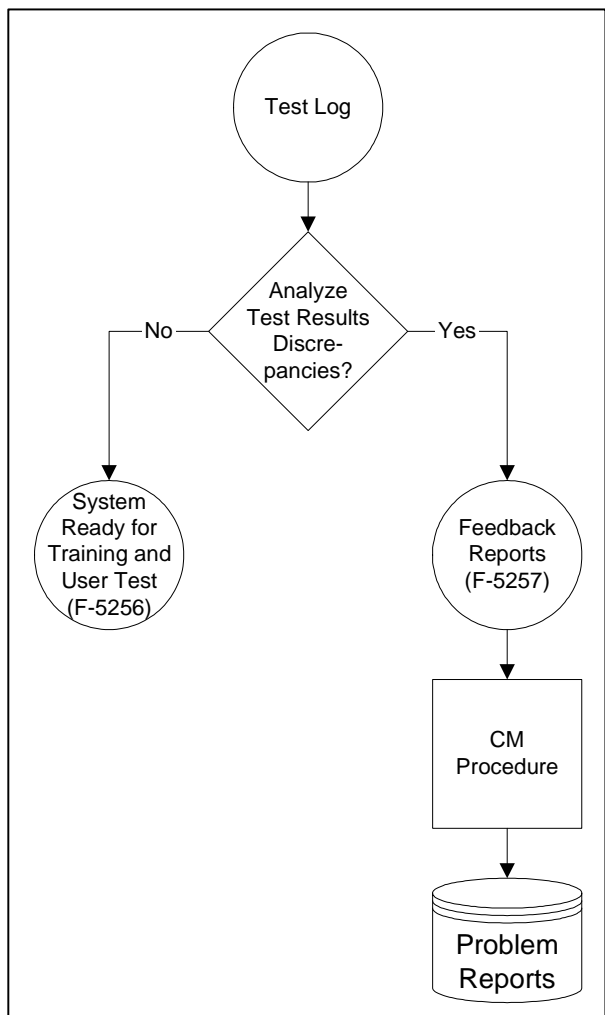 Test Log
Analyze
Test Results
Discre-
pancies?
No
Yes
System
Ready for
Training and
User Test
(F-5256)
Feedback
Reports
(F-5257)
CM
Procedure
Problem
Reports